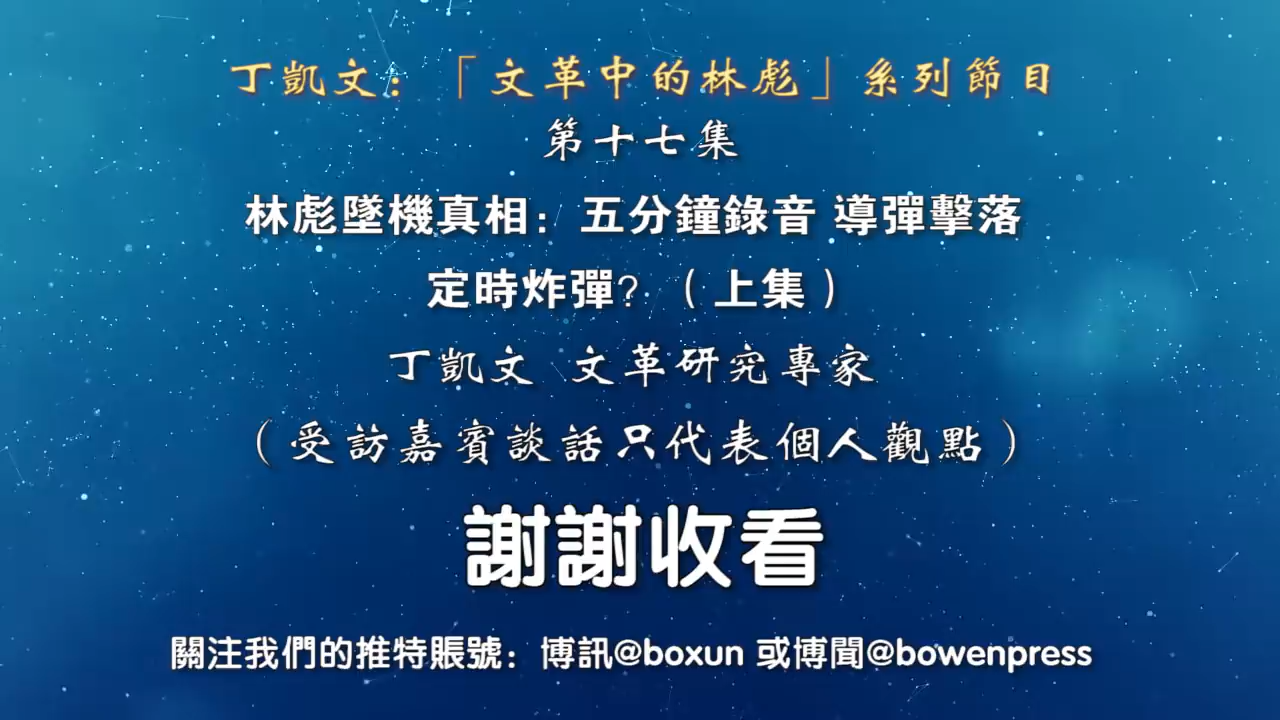 丁凱文：「文革中的林彪」系列節目
第十七集
林彪墜機真相：五分鐘錄音 導彈擊落
定時炸彈？（上集）
丁凱文 文革研究專家
（受訪嘉賓談話只代表個人觀點）
謝謝收看
關注我們的推特賬號：博訊@boxun 或博聞@bowenpress